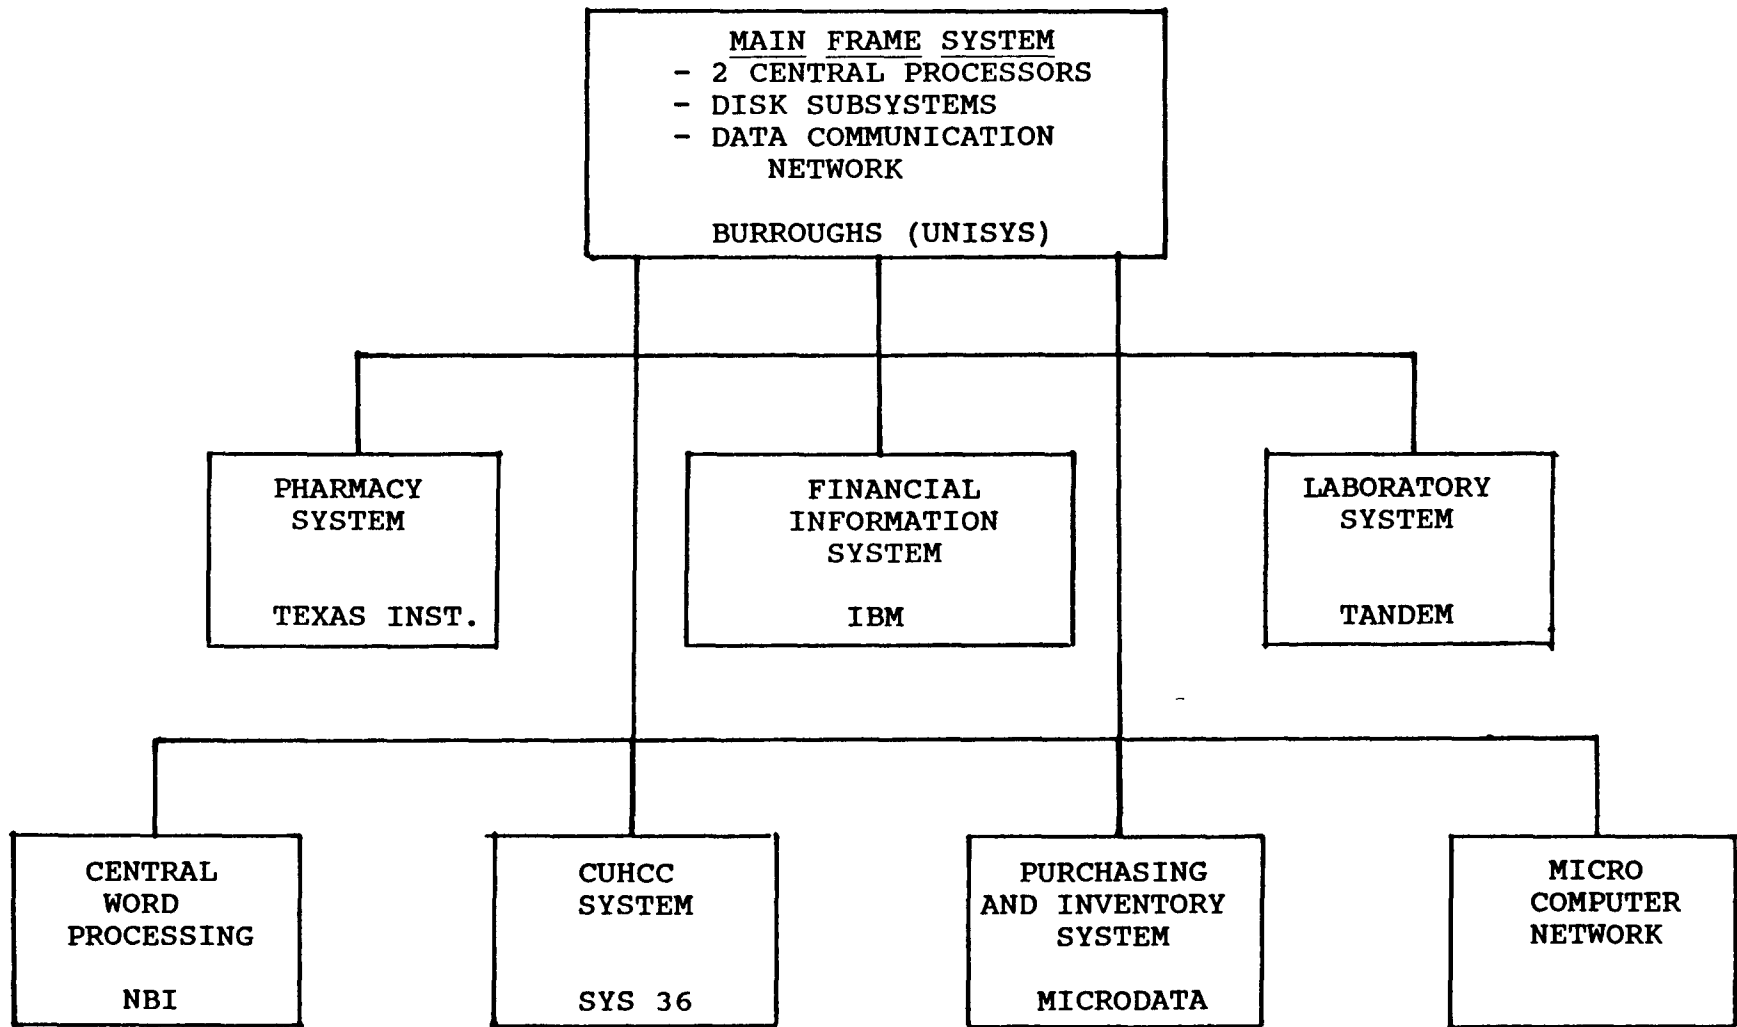 MAIN FRAME SYSTEM
- 2 CENTRAL PROCESSORS
- DISK SUBSYSTEMS
- DATA COMMUNICATION
NETWORK
BURROUGHS (UNISYS)
PHARMACY
SYSTEM
TEXAS INST.
FINANCIAL
INFORMATION
SYSTEM
IBM
LABORATORY
SYSTEM
TANDEM
CENTRAL
WORD
PROCESSING
NBI
CUHCC
SYSTEM
SYS 36
PURCHASING
AND INVENTORY
SYSTEM
MICRODATA
MICRO
COMPUTER
NETWORK